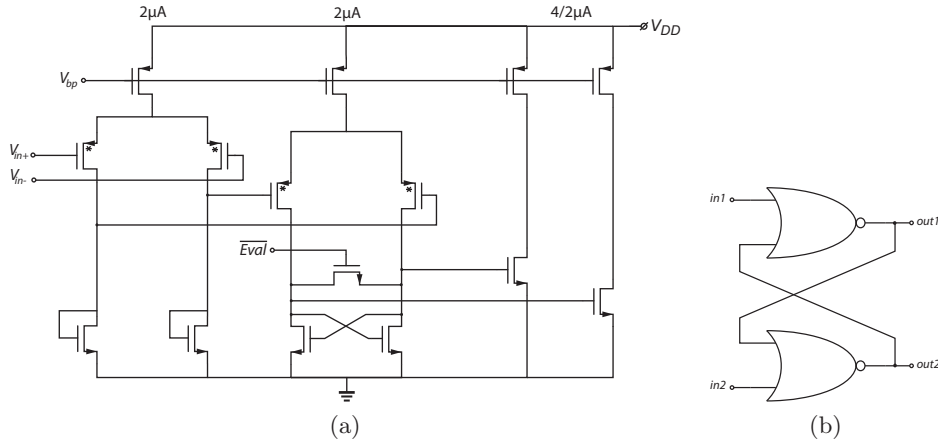 2µA 2µA 4/2µA
V_DD
V_bp
V_in+
* * 
V_in-
* *
in1
out1
Eval
in2
out2
(a) (b)